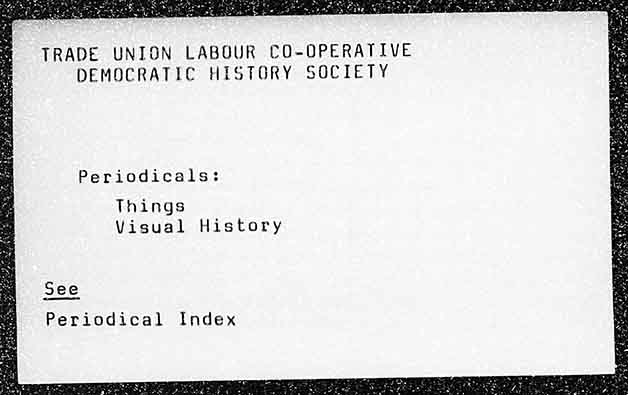 TRADE UNION LABOUR CO-OPERATIVE
DEMOCRATIC HISTORY SOCIETY
Periodicals:
Things
Visual History
See
Periodical Index